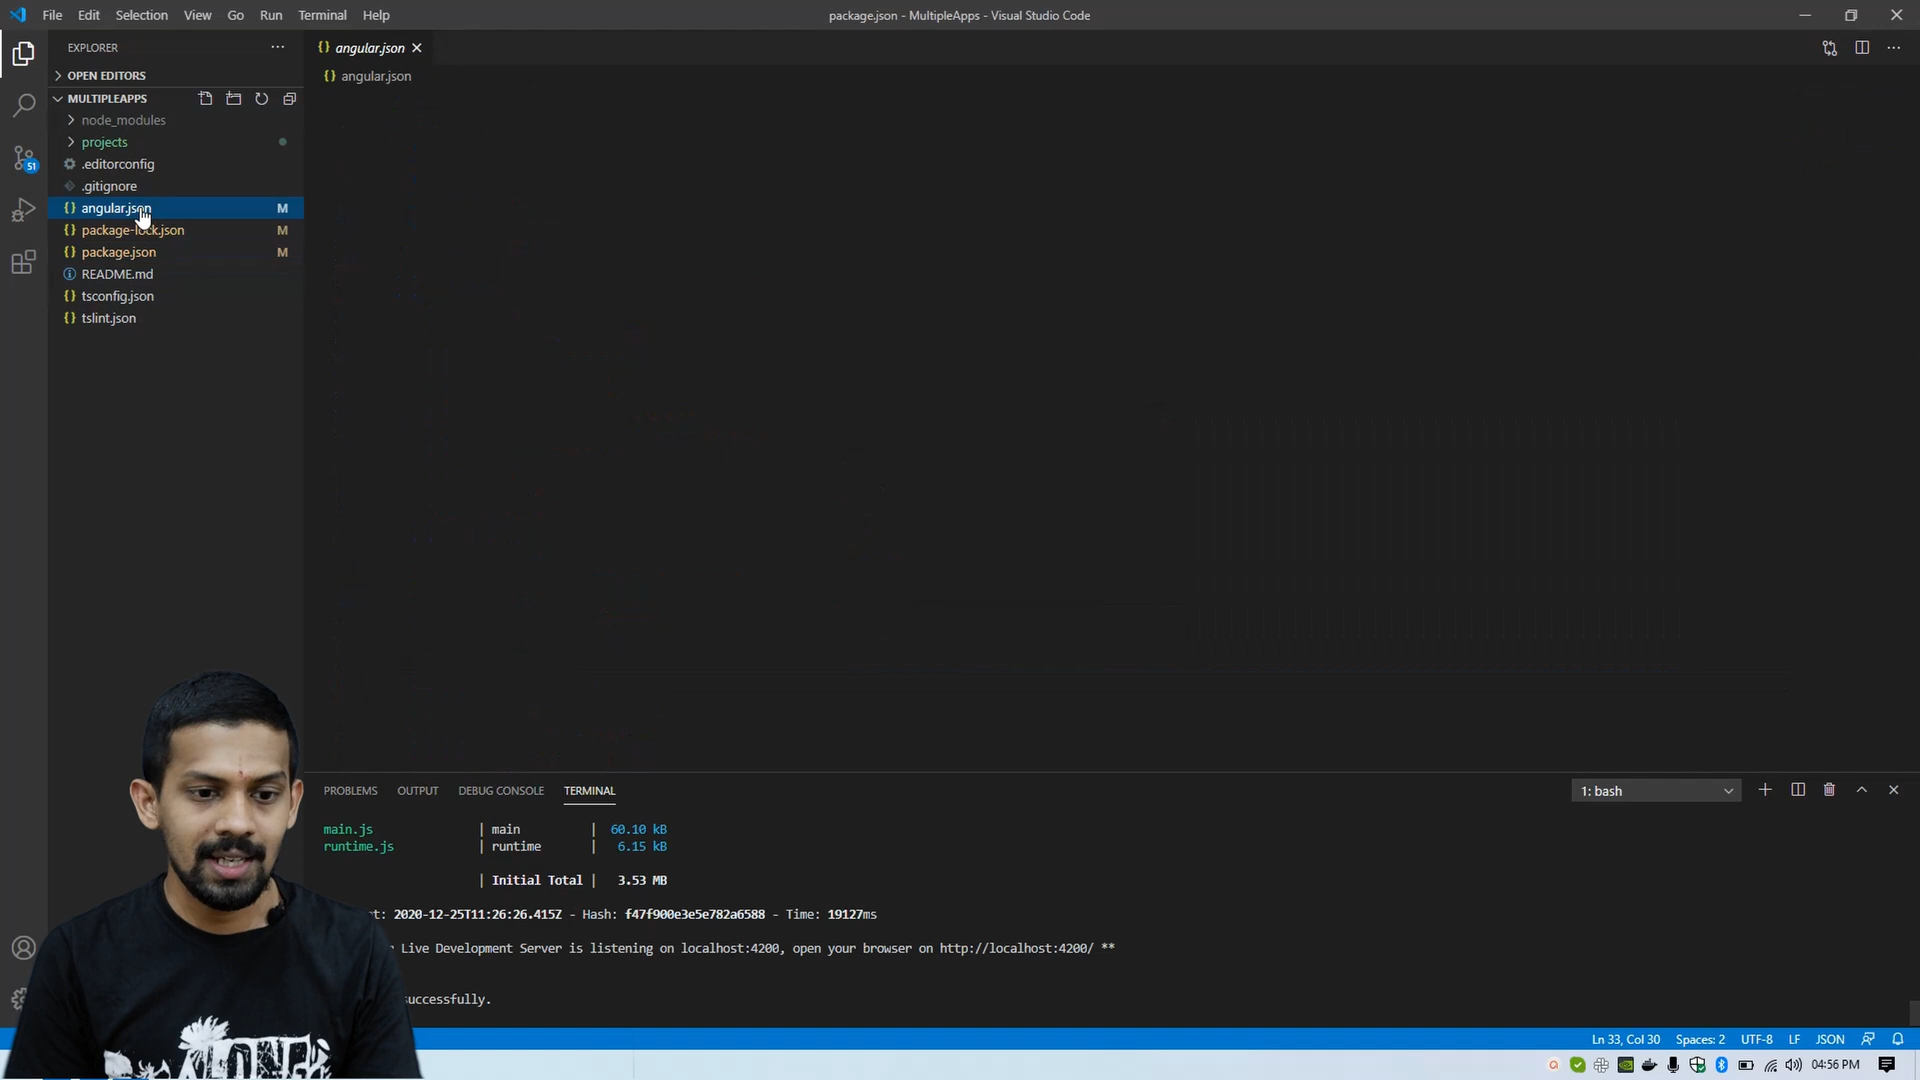 File Edit Selection View Go Run Terminal Help
package.json - MultipleApps - Visual Studio Code
EXPLORER
angular.json
OPEN EDITORS
angular.json
MULTIPLEAPPS
node_modules
projects
.editorconfig
51
.gitignore
angular.json M
package-lock.json M
package.json M
README.md
tsconfig.json
tslint.json
PROBLEMS OUTPUT DEBUG CONSOLE TERMINAL
1: bash
main.js | main | 60.10 kB
runtime.js | runtime | 6.15 kB
| Initial Total | 3.53 MB
t: 2020-12-25T11:26:26.415Z - Hash: f47f900e3e5e782a6588 - Time: 19127ms
Live Development Server is listening on localhost:4200, open your browser on http://localhost:4200/ **
successfully.
Ln 33, Col 30 Spaces: 2 UTF-8 LF JSON
04:56 PM